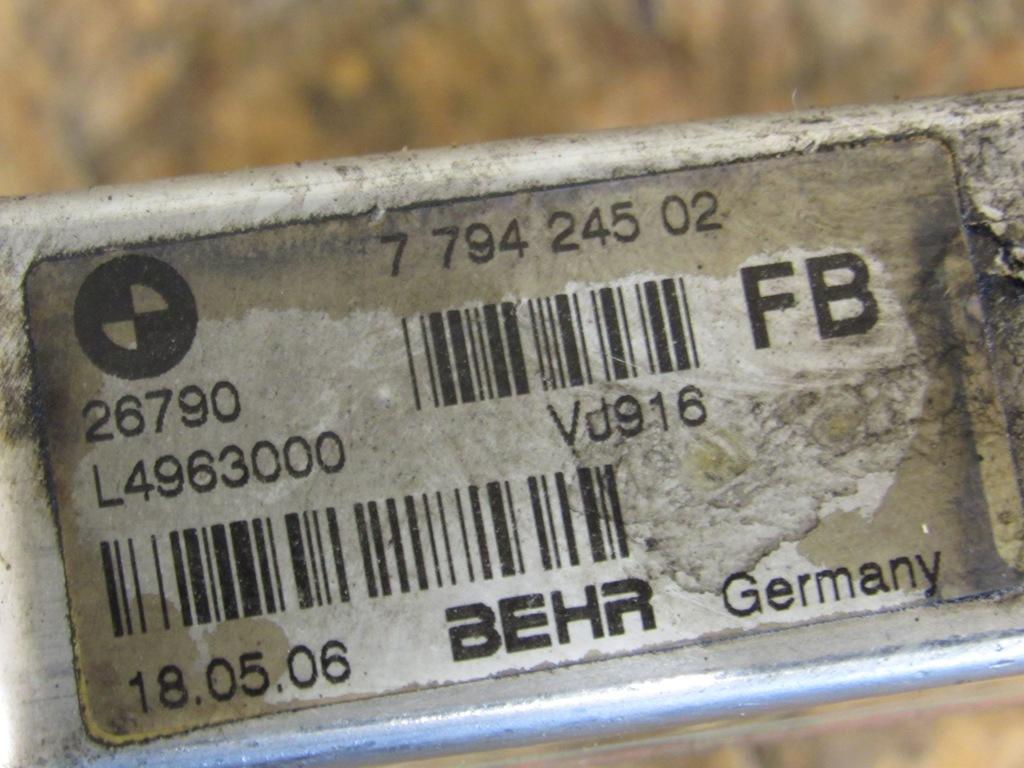 7 794 245 02
FB
26790
Vd916
L4963000
BEHR Germany
18.05.06